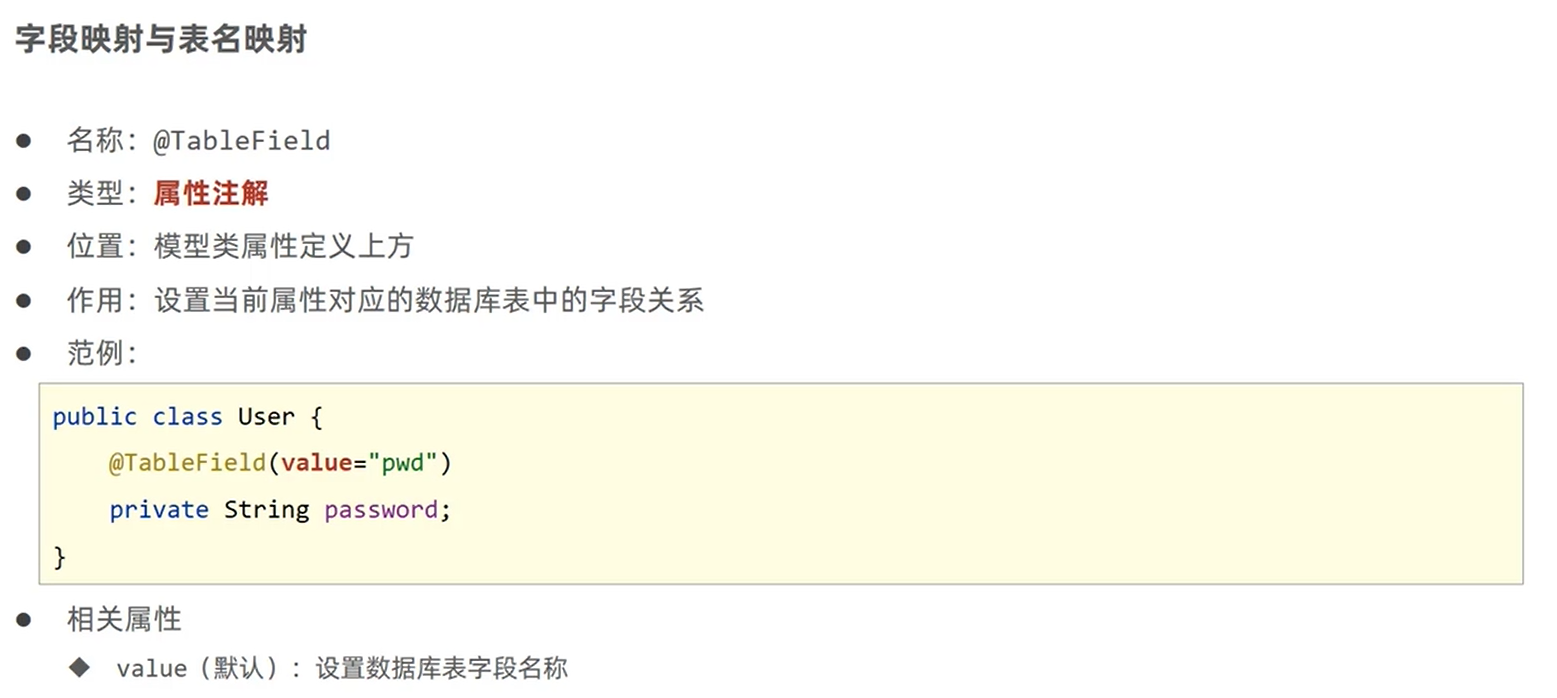 字段映射与表名映射
● 名称：@TableField
● 类型：属性注解
● 位置：模型类属性定义上方
● 作用：设置当前属性对应的数据库表中的字段关系
● 范例：
public class User {
    @TableField(value="pwd")
    private String password;
}
● 相关属性
◆ value（默认）：设置数据库表字段名称